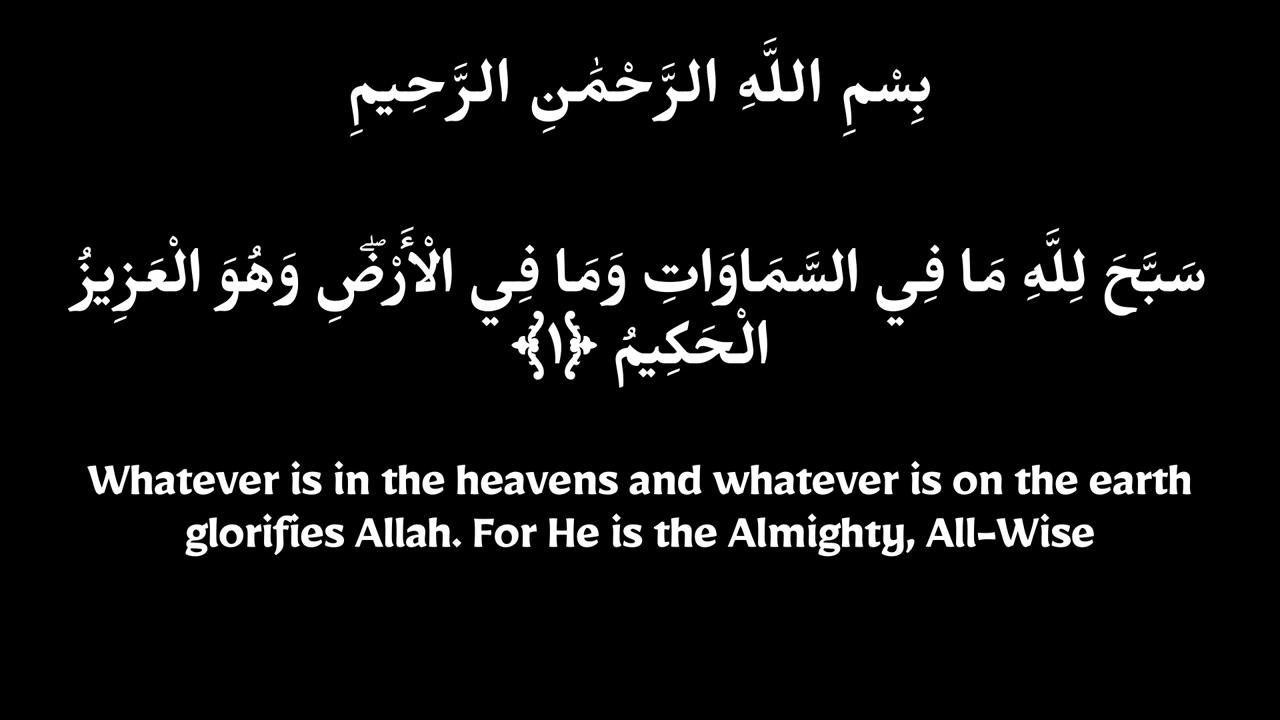 بِسْمِ اللَّهِ الرَّحْمَٰنِ الرَّحِيمِ
سَبَّحَ لِلَّهِ مَا فِي السَّمَاوَاتِ وَمَا فِي الْأَرْضِۖ وَهُوَ الْعَزِيزُ
الْحَكِيمُ ﴿١﴾
Whatever is in the heavens and whatever is on the earth
glorifies Allah. For He is the Almighty, All-Wise